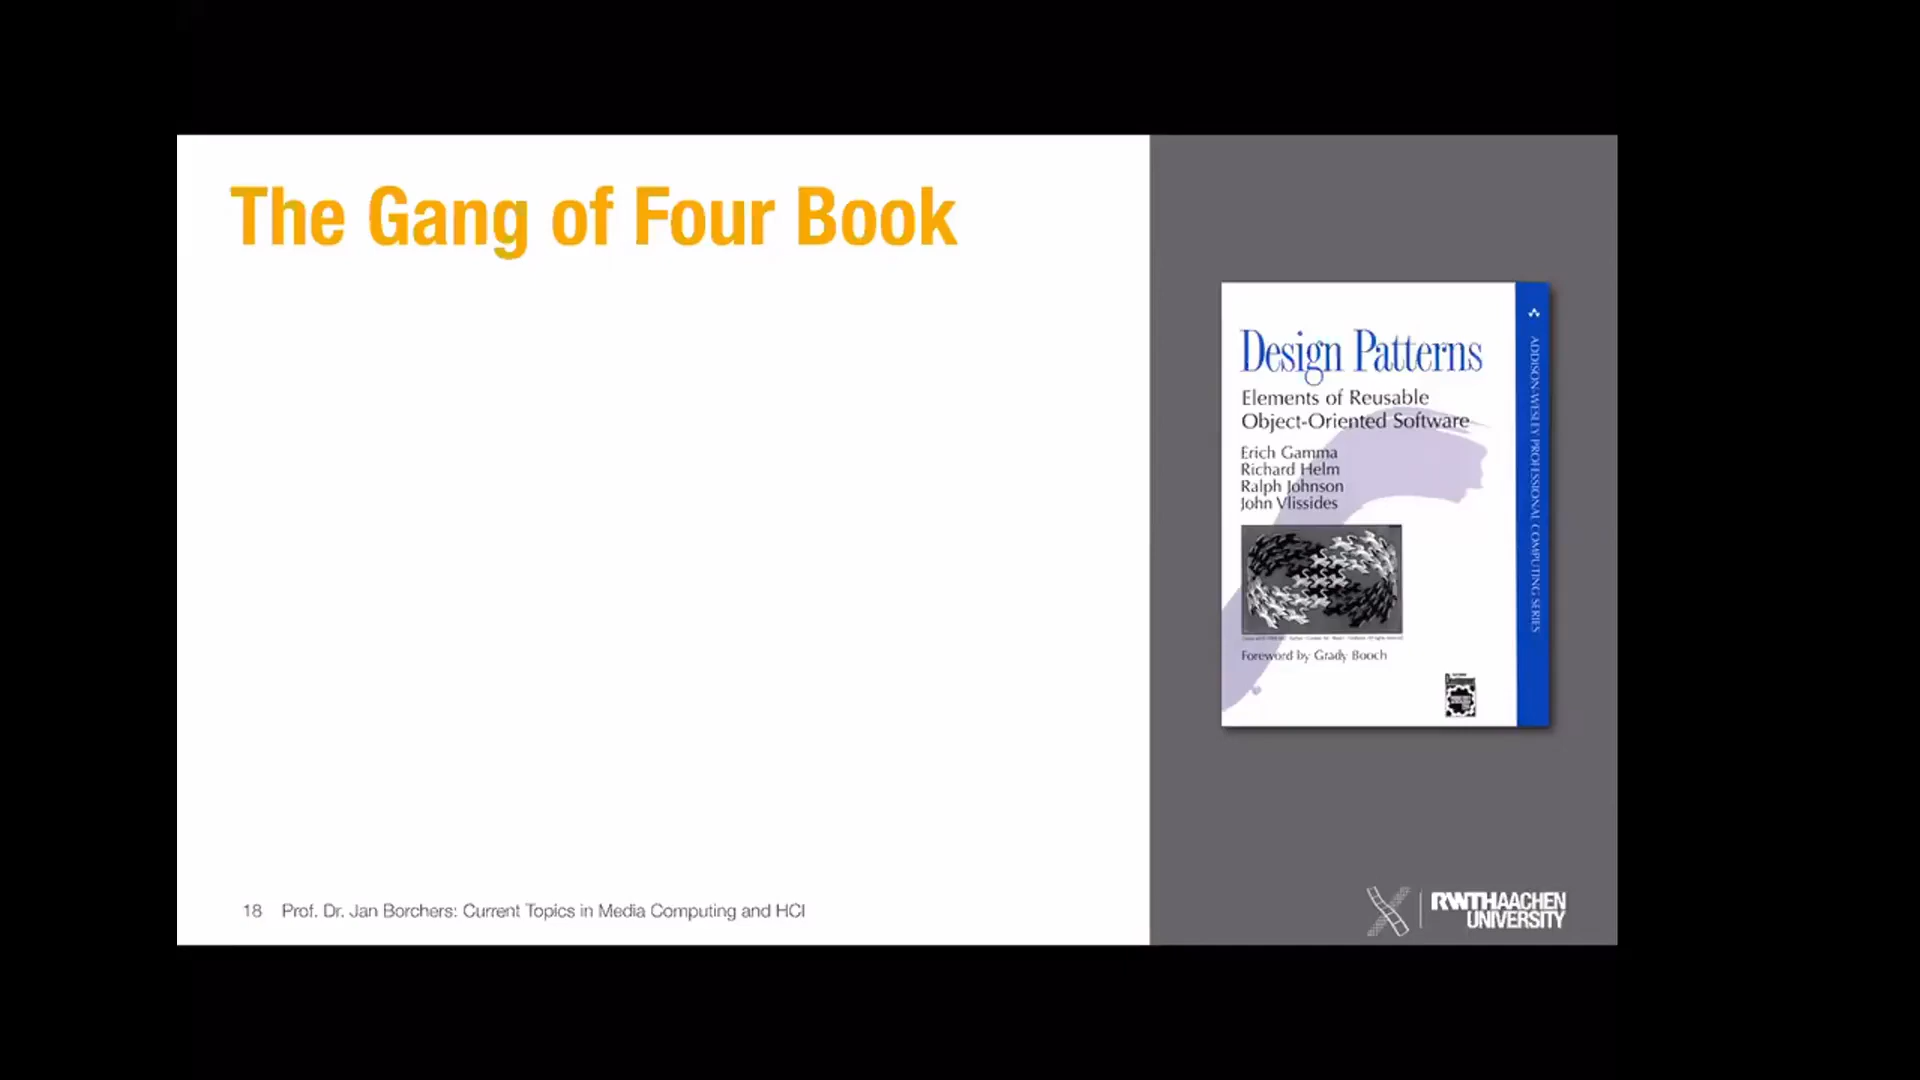 The Gang of Four Book
Design Patterns
Elements of Reusable
Object-Oriented Software
Erich Gamma
Richard Helm
Ralph Johnson
John Vlissides
Foreword by Grady Booch
ADDISON-WESLEY PROFESSIONAL COMPUTING SERIES
18 Prof. Dr. Jan Borchers: Current Topics in Media Computing and HCI
RWTHAACHEN
UNIVERSITY